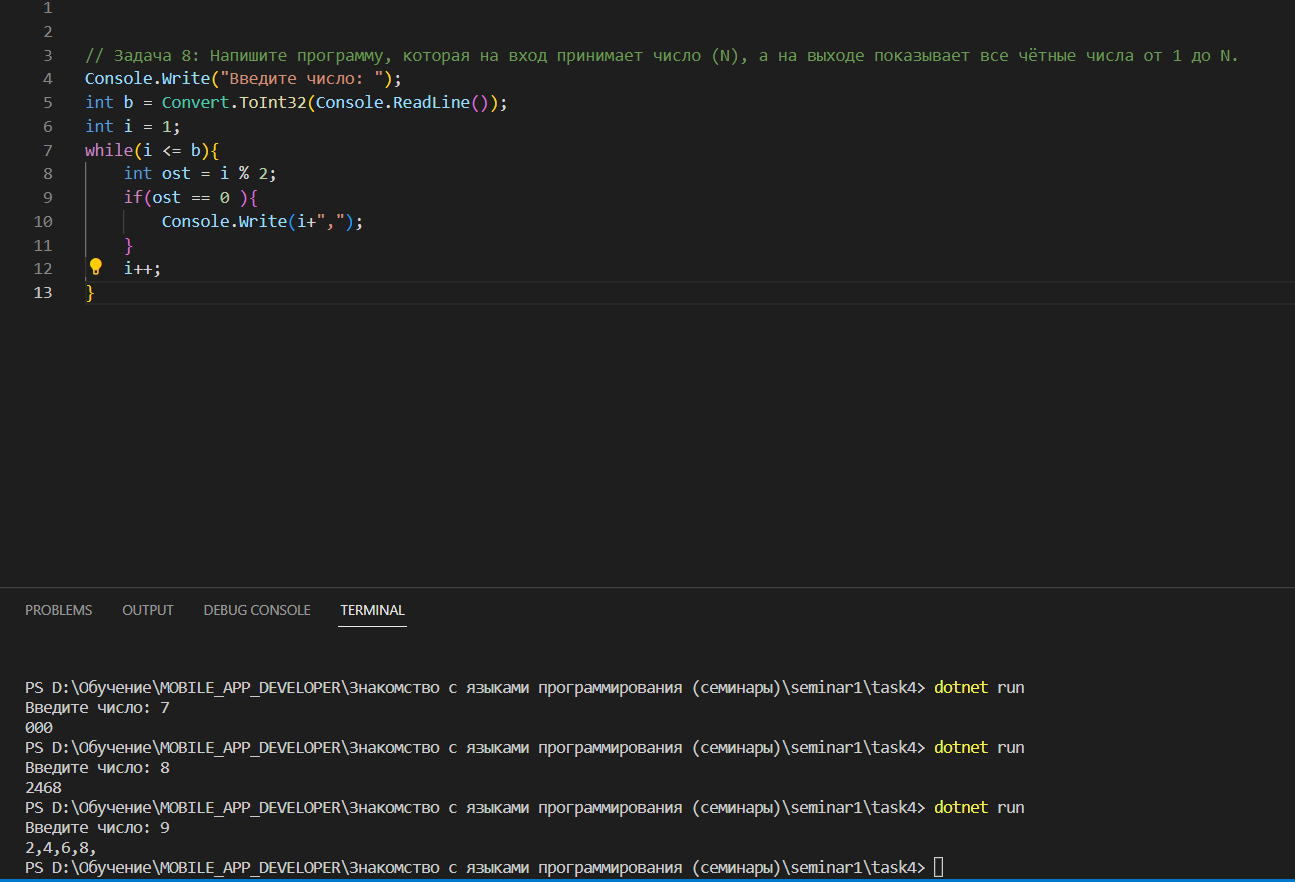 1
2
3 // Задача 8: Напишите программу, которая на вход принимает число (N), а на выходе показывает все чётные числа от 1 до N.
4 Console.Write("Введите число: ");
5 int b = Convert.ToInt32(Console.ReadLine());
6 int i = 1;
7 while(i <= b){
8 int ost = i % 2;
9 if(ost == 0 ){
10 Console.Write(i+",");
11 }
12 i++;
13 }
PROBLEMS OUTPUT DEBUG CONSOLE TERMINAL
PS D:\Обучение\MOBILE_APP_DEVELOPER\Знакомство с языками программирования (семинары)\seminar1\task4> dotnet run
Введите число: 7
000
PS D:\Обучение\MOBILE_APP_DEVELOPER\Знакомство с языками программирования (семинары)\seminar1\task4> dotnet run
Введите число: 8
2468
PS D:\Обучение\MOBILE_APP_DEVELOPER\Знакомство с языками программирования (семинары)\seminar1\task4> dotnet run
Введите число: 9
2,4,6,8,
PS D:\Обучение\MOBILE_APP_DEVELOPER\Знакомство с языками программирования (семинары)\seminar1\task4>